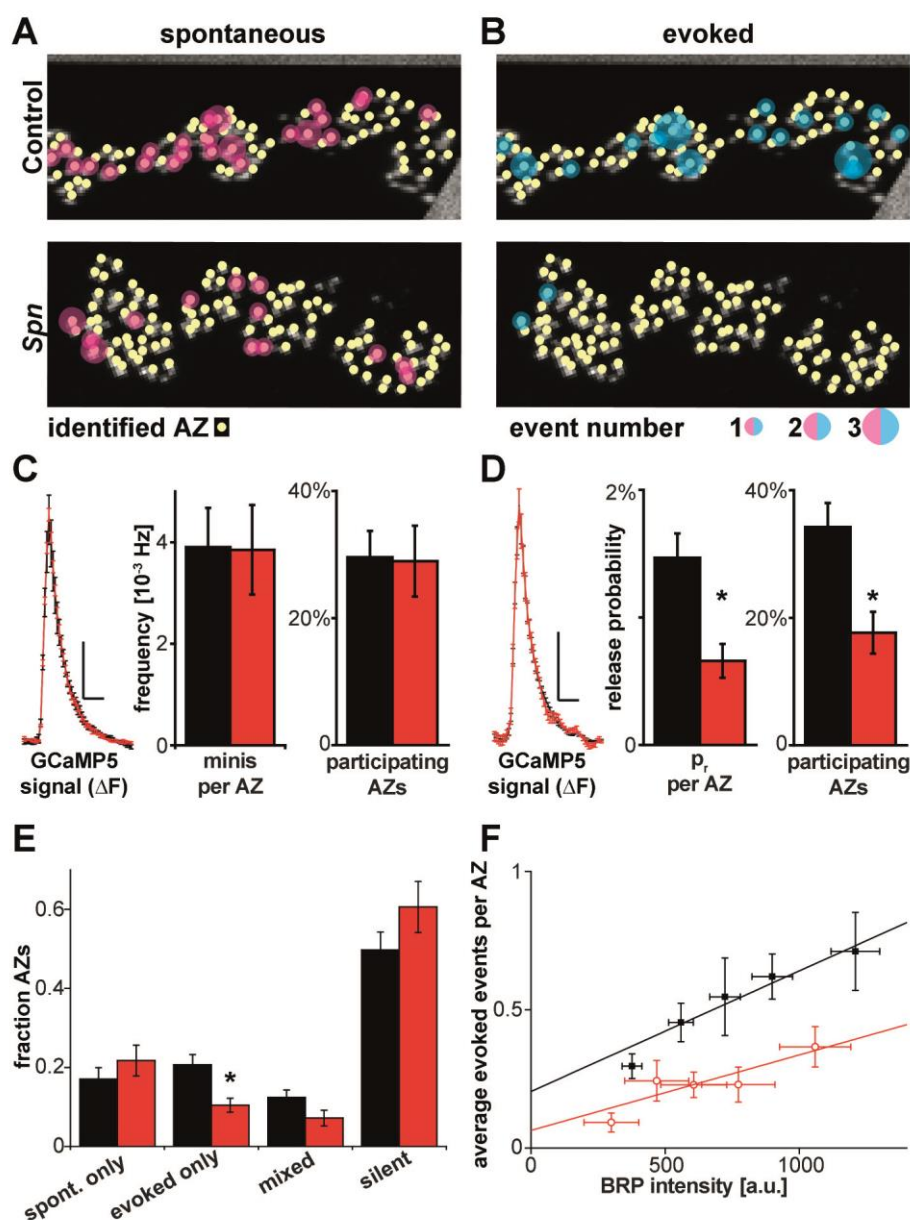 A
spontaneous
B
evoked
Control
Spn
identified AZ
event number 1 2 3
C
GCaMP5
signal (ΔF)
frequency [10⁻³ Hz]
4
2
0
minis
per AZ
40%
20%
0
participating
AZs
D
GCaMP5
signal (ΔF)
release probability
2%
0
*
pᵣ
per AZ
40%
20%
0
*
participating
AZs
E
fraction AZs
0.6
0.4
0.2
0
*
spont. only
evoked only
mixed
silent
F
average evoked events per AZ
1
0.5
0
0
500
1000
BRP intensity [a.u.]